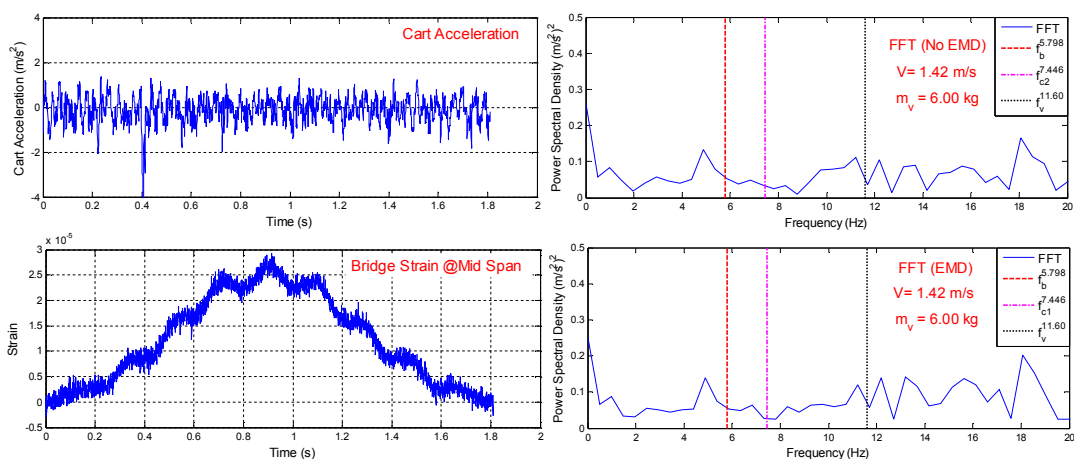 Cart Acceleration (m/s²)
4
2
0
-2
-4
Cart Acceleration
0 0.2 0.4 0.6 0.8 1 1.2 1.4 1.6 1.8 2
Time (s)
Power Spectral Density (m/s²)²
0.5
0.4
0.3
0.2
0.1
0
FFT (No EMD)
V= 1.42 m/s
m_v = 6.00 kg
FFT
f_b^5.798
f_c2^7.446
f_v^11.60
0 2 4 6 8 10 12 14 16 18 20
Frequency (Hz)
x 10⁻⁵
Strain
3
2.5
2
1.5
1
0.5
0
-0.5
Bridge Strain @Mid Span
0 0.2 0.4 0.6 0.8 1 1.2 1.4 1.6 1.8 2
Time (s)
Power Spectral Density (m/s²)²
0.5
0.4
0.3
0.2
0.1
0
FFT (EMD)
V= 1.42 m/s
m_v = 6.00 kg
FFT
f_b^5.798
f_c1^7.446
f_v^11.60
0 2 4 6 8 10 12 14 16 18 20
Frequency (Hz)